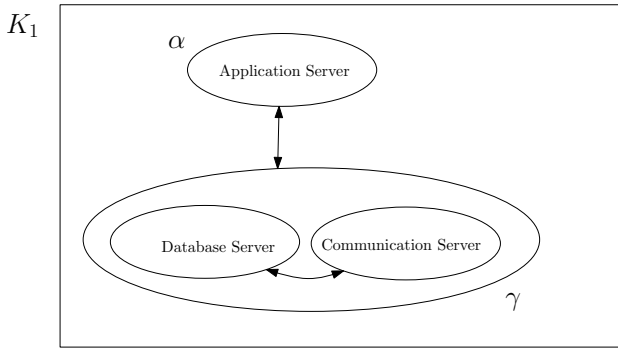 K₁
α
Application Server
Database Server
Communication Server
γ